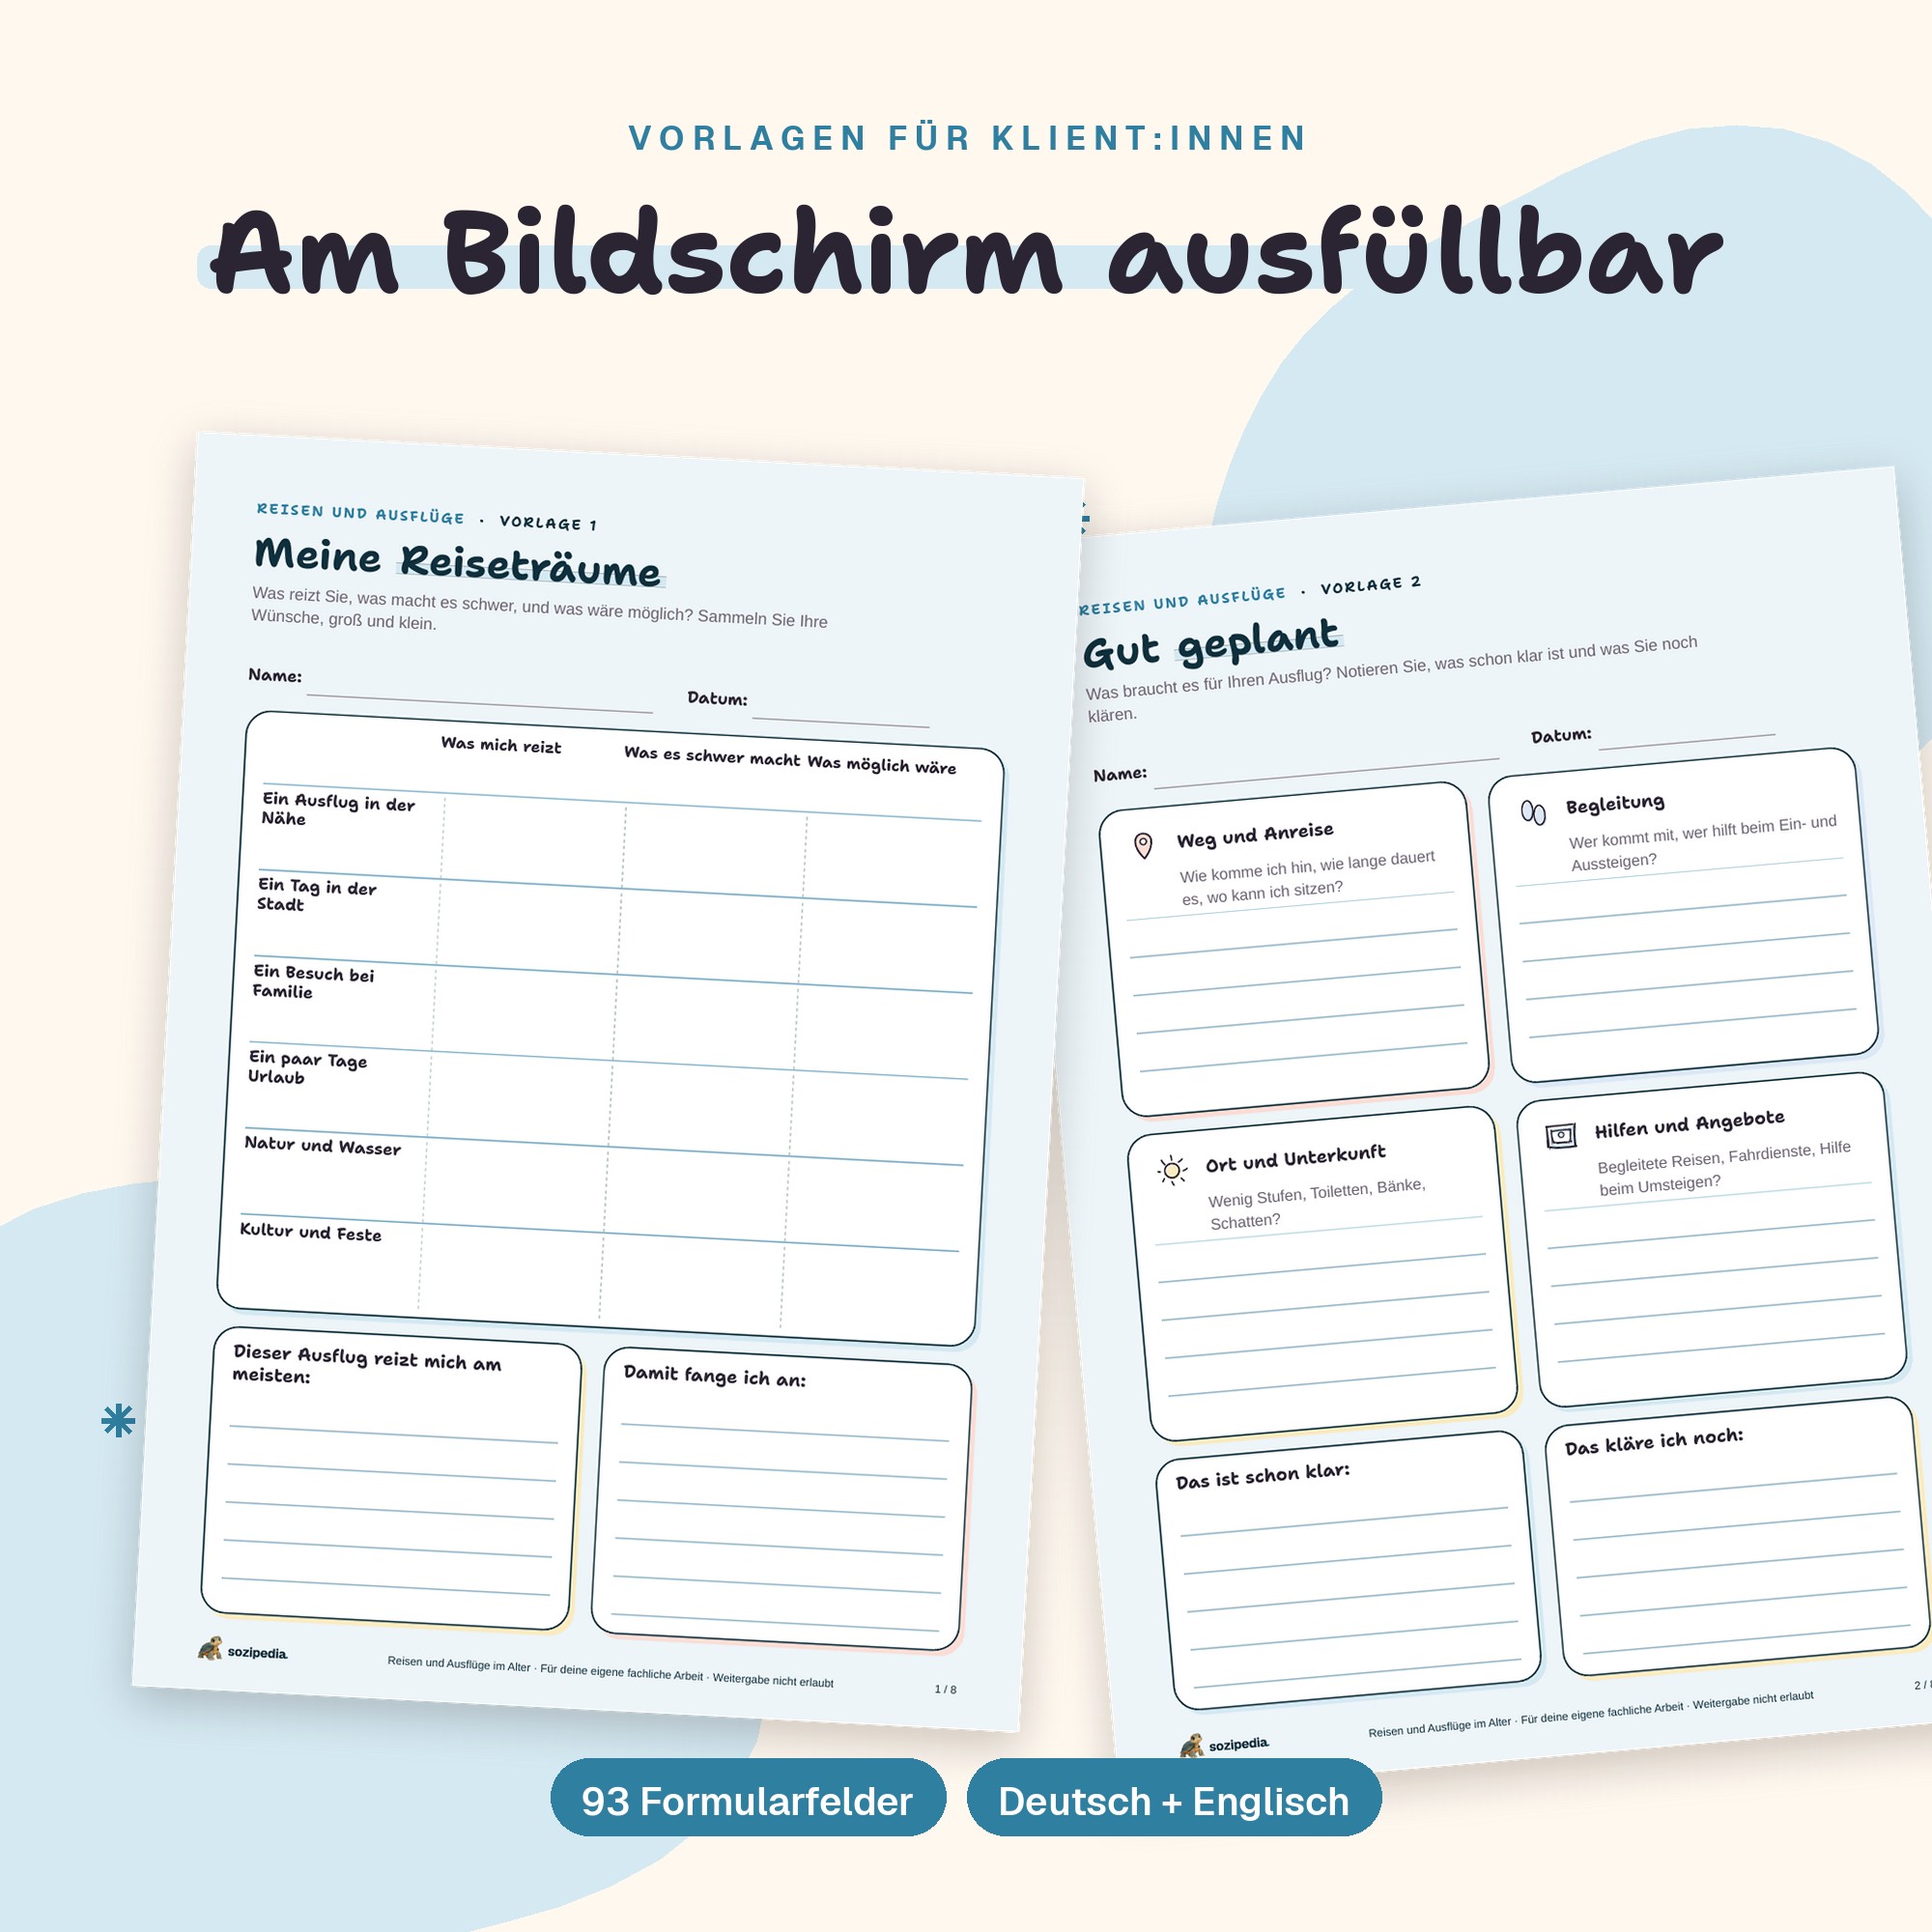 VORLAGEN FÜR KLIENT:INNEN
Am Bildschirm ausfüllbar
REISEN UND AUSFLÜGE · VORLAGE 1
Meine Reiseträume
Was reizt Sie, was macht es schwer, und was wäre möglich? Sammeln Sie Ihre
Wünsche, groß und klein.
Name:
Datum:
Was mich reizt
Was es schwer macht
Was möglich wäre
Ein Ausflug in der
Nähe
Ein Tag in der
Stadt
Ein Besuch bei
Familie
Ein paar Tage
Urlaub
Natur und Wasser
Kultur und Feste
Dieser Ausflug reizt mich am
meisten:
Damit fange ich an:
sozipedia.
Reisen und Ausflüge im Alter · Für deine eigene fachliche Arbeit · Weitergabe nicht erlaubt
1 / 8
REISEN UND AUSFLÜGE · VORLAGE 2
Gut geplant
Was braucht es für Ihren Ausflug? Notieren Sie, was schon klar ist und was Sie noch
klären.
Name:
Datum:
Weg und Anreise
Wie komme ich hin, wie lange dauert
es, wo kann ich sitzen?
Begleitung
Wer kommt mit, wer hilft beim Ein- und
Aussteigen?
Ort und Unterkunft
Wenig Stufen, Toiletten, Bänke,
Schatten?
Hilfen und Angebote
Begleitete Reisen, Fahrdienste, Hilfe
beim Umsteigen?
Das ist schon klar:
Das kläre ich noch:
sozipedia.
Reisen und Ausflüge im Alter · Für deine eigene fachliche Arbeit · Weitergabe nicht erlaubt
2 / 8
93 Formularfelder
Deutsch + Englisch